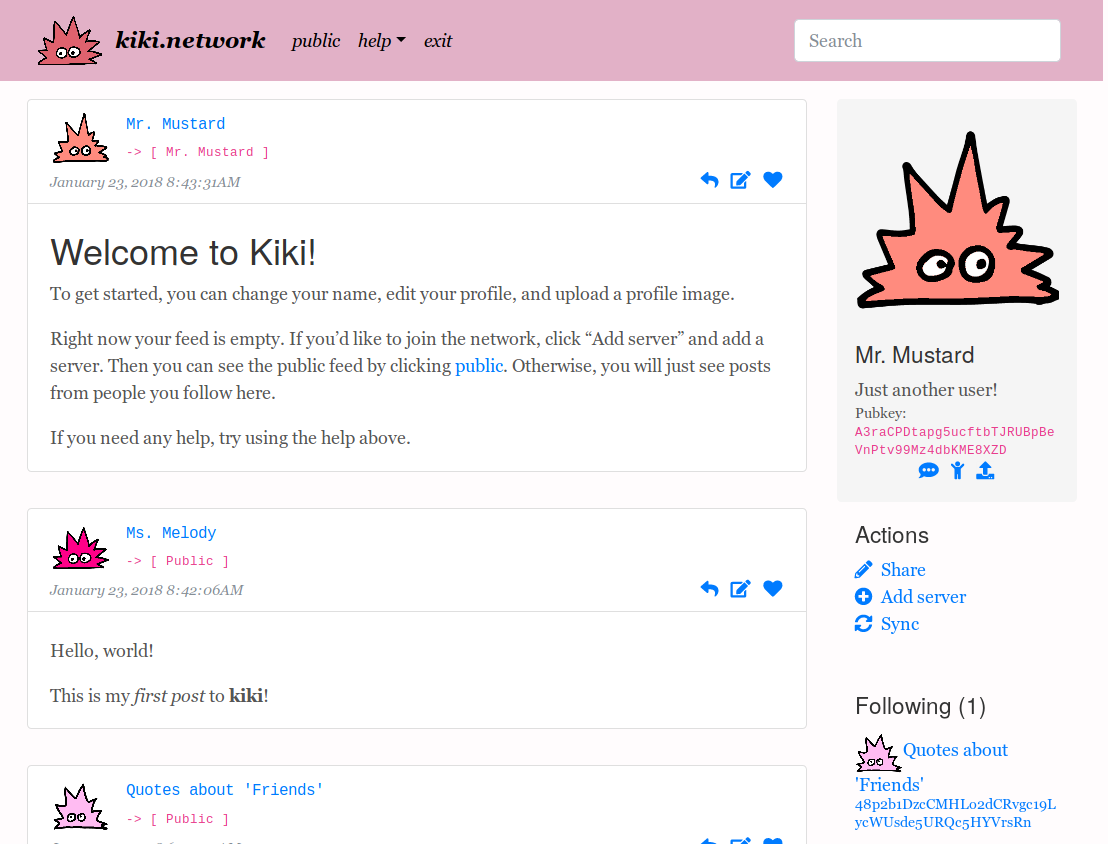 kiki.network public help exit Search
Mr. Mustard
-> [ Mr. Mustard ]
January 23, 2018 8:43:31AM
Welcome to Kiki!
To get started, you can change your name, edit your profile, and upload a profile image.
Right now your feed is empty. If you’d like to join the network, click “Add server” and add a
server. Then you can see the public feed by clicking public. Otherwise, you will just see posts
from people you follow here.
If you need any help, try using the help above.
Ms. Melody
-> [ Public ]
January 23, 2018 8:42:06AM
Hello, world!
This is my first post to kiki!
Quotes about 'Friends'
-> [ Public ]
Mr. Mustard
Just another user!
Pubkey:
A3raCPDtapg5ucftbTJRUBpBe
VnPtv99Mz4dbKME8XZD
Actions
Share
Add server
Sync
Following (1)
Quotes about
'Friends'
48p2b1DzcCMHLo2dCRvgc19L
ycWUsde5URQc5HYVrsRn